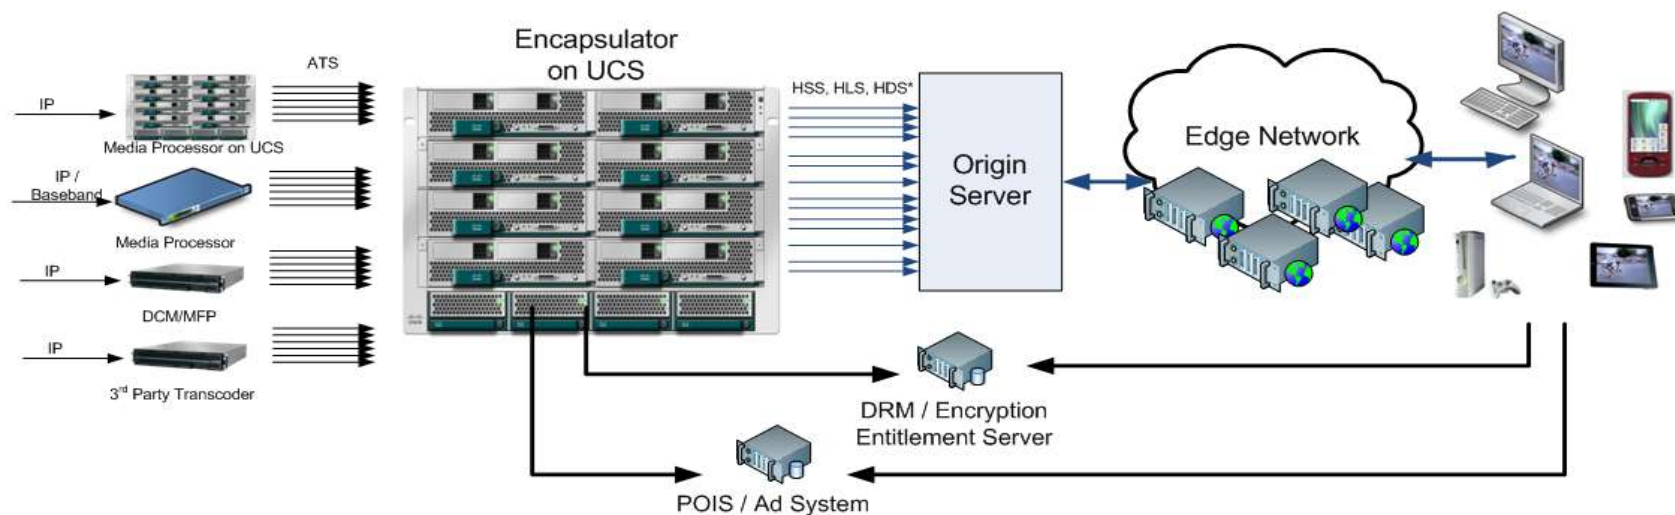 IP
ATS
Media Processor on UCS
IP /
Baseband
Media Processor
IP
DCM/MFP
IP
3rd Party Transcoder
Encapsulator
on UCS
HSS, HLS, HDS*
Origin
Server
Edge Network
DRM / Encryption
Entitlement Server
POIS / Ad System